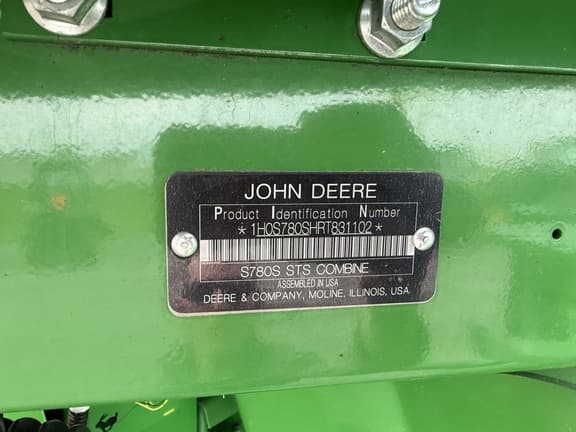 JOHN DEERE
Product Identification Number
*1H0S780SHRT831102*
S780S STS COMBINE
ASSEMBLED IN USA
DEERE & COMPANY, MOLINE, ILLINOIS, USA